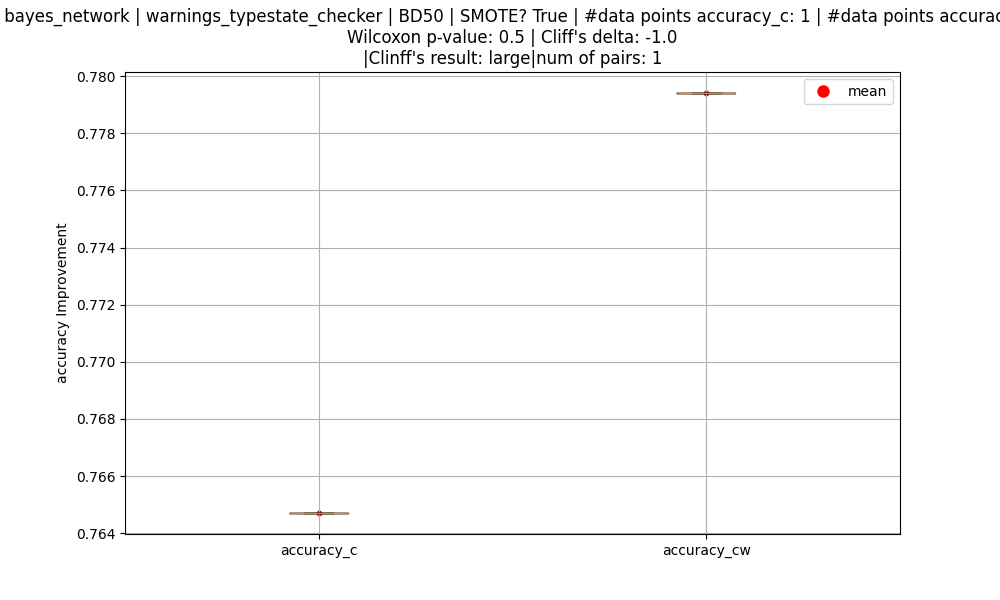 bayes_network | warnings_typestate_checker | BD50 | SMOTE? True | #data points accuracy_c: 1 | #data points
Wilcoxon p-value: 0.5 | Cliff's delta: -1.0
|Clinff's result: large|num of pairs: 1
mean
0.780
0.778
0.776
0.774
0.772
0.770
0.768
0.766
0.764
accuracy Improvement
accuracy_c
accuracy_cw